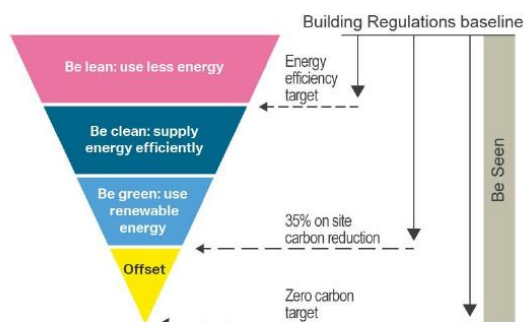 Building Regulations baseline
Be lean: use less energy
Energy
efficiency
target
Be clean: supply
energy efficiently
Be green: use
renewable
energy
35% on site
carbon reduction
Offset
Zero carbon
target
Be Seen